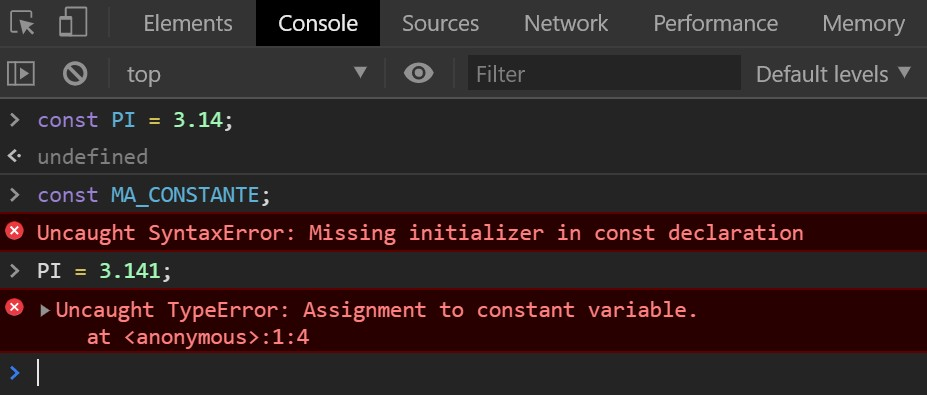 Elements Console Sources Network Performance Memory
top Filter Default levels
> const PI = 3.14;
undefined
> const MA_CONSTANTE;
Uncaught SyntaxError: Missing initializer in const declaration
> PI = 3.141;
Uncaught TypeError: Assignment to constant variable.
at <anonymous>:1:4
>